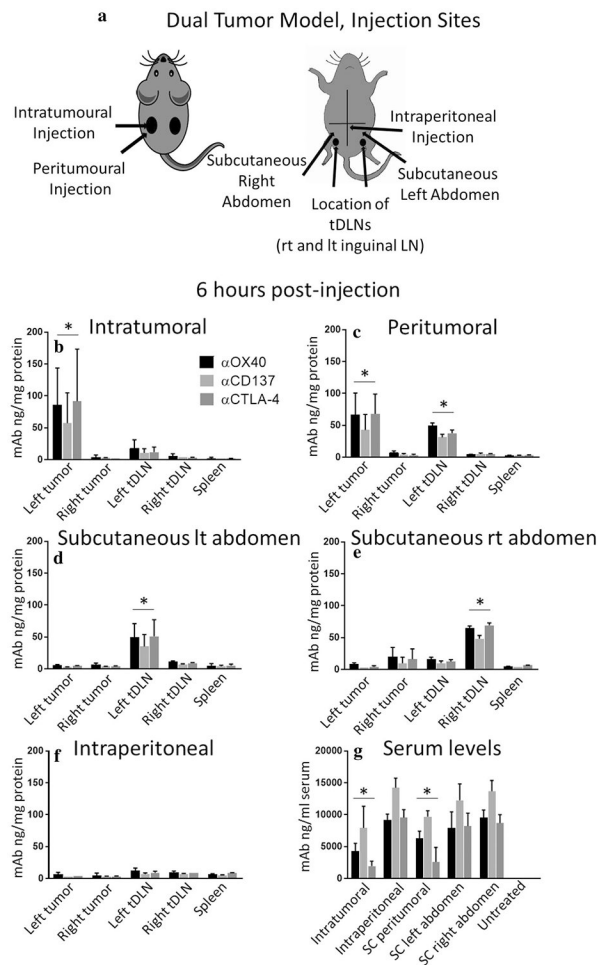 a
Dual Tumor Model, Injection Sites
Intratumoural
Injection
Peritumoural
Injection
Subcutaneous
Right
Abdomen
Location of
tDLNs
(rt and lt inguinal LN)
Intraperitoneal
Injection
Subcutaneous
Left Abdomen
6 hours post-injection
b
Intratumoral
mAb ng/mg protein
200
150
100
50
0
*
αOX40
αCD137
αCTLA-4
Left tumor
Right tumor
Left tDLN
Right tDLN
Spleen
c
Peritumoral
mAb ng/mg protein
200
150
100
50
0
*
*
Left tumor
Right tumor
Left tDLN
Right tDLN
Spleen
Subcutaneous lt abdomen
d
mAb ng/mg protein
200
150
100
50
0
*
Left tumor
Right tumor
Left tDLN
Right tDLN
Spleen
Subcutaneous rt abdomen
e
mAb ng/mg protein
200
150
100
50
0
*
Left tumor
Right tumor
Left tDLN
Right tDLN
Spleen
f
Intraperitoneal
mAb ng/mg protein
200
150
100
50
0
Left tumor
Right tumor
Left tDLN
Right tDLN
Spleen
g
Serum levels
mAb ng/ml serum
20000
15000
10000
5000
0
*
*
Intratumoral
Intraperitoneal
SC peritumoral
SC left abdomen
SC right abdomen
Untreated